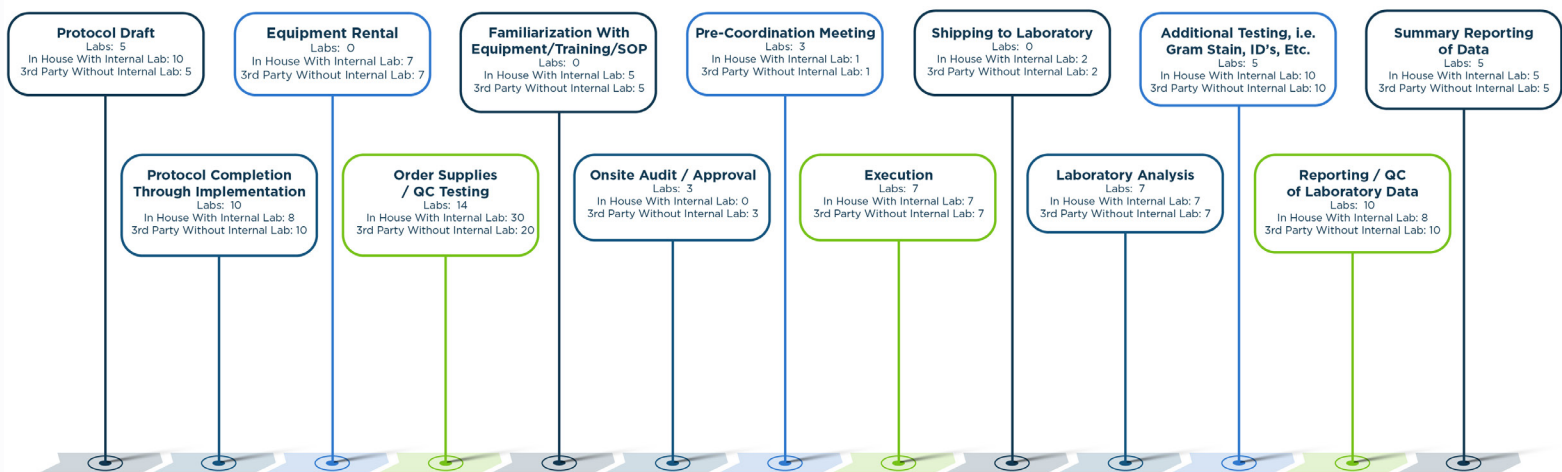 Protocol Draft
Labs: 5
In House With Internal Lab: 10
3rd Party Without Internal Lab: 5
Protocol Completion
Through Implementation
Labs: 10
In House With Internal Lab: 8
3rd Party Without Internal Lab: 10
Equipment Rental
Labs: 0
In House With Internal Lab: 7
3rd Party Without Internal Lab: 7
Order Supplies
/ QC Testing
Labs: 14
In House With Internal Lab: 30
3rd Party Without Internal Lab: 20
Familiarization With
Equipment/Training/SOP
Labs: 0
In House With Internal Lab: 5
3rd Party Without Internal Lab: 5
Onsite Audit / Approval
Labs: 3
In House With Internal Lab: 0
3rd Party Without Internal Lab: 3
Pre-Coordination Meeting
Labs: 3
In House With Internal Lab: 1
3rd Party Without Internal Lab: 1
Execution
Labs: 7
In House With Internal Lab: 7
3rd Party Without Internal Lab: 7
Shipping to Laboratory
Labs: 0
In House With Internal Lab: 2
3rd Party Without Internal Lab: 2
Laboratory Analysis
Labs: 7
In House With Internal Lab: 7
3rd Party Without Internal Lab: 7
Additional Testing, i.e.
Gram Stain, ID's, Etc.
Labs: 5
In House With Internal Lab: 10
3rd Party Without Internal Lab: 10
Reporting / QC
of Laboratory Data
Labs: 10
In House With Internal Lab: 8
3rd Party Without Internal Lab: 10
Summary Reporting
of Data
Labs: 5
In House With Internal Lab: 5
3rd Party Without Internal Lab: 5